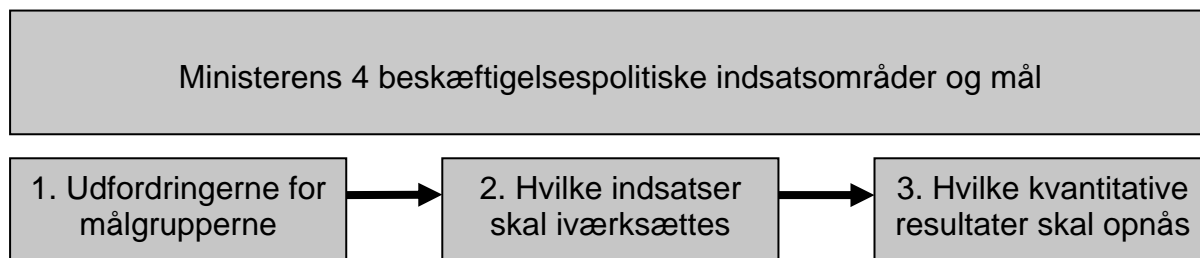 Ministerens 4 beskæftigelsespolitiske indsatsområder og mål
1. Udfordringerne for
målgrupperne
2. Hvilke indsatser
skal iværksættes
3. Hvilke kvantitative
resultater skal opnås